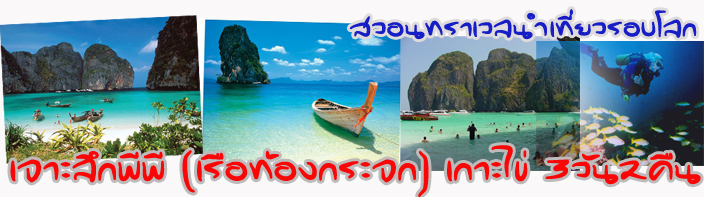 สวอนทราเวลนำเที่ยวรอบโลก
เจาะลึกพีพี (เรือท้องกระจก) เกาะไข่ 3วัน2คืน